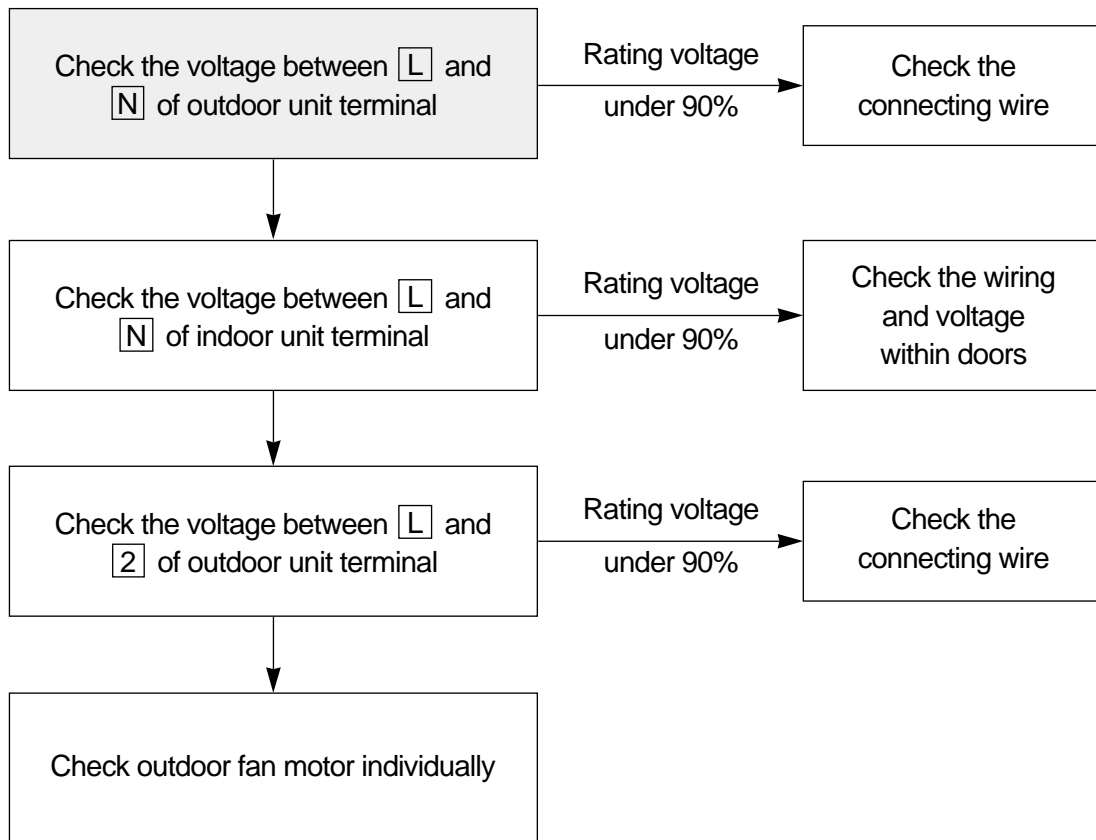 Check the voltage between L and
N of outdoor unit terminal
Rating voltage
under 90%
Check the
connecting wire
Check the voltage between L and
N of indoor unit terminal
Rating voltage
under 90%
Check the wiring
and voltage
within doors
Check the voltage between L and
2 of outdoor unit terminal
Rating voltage
under 90%
Check the
connecting wire
Check outdoor fan motor individually